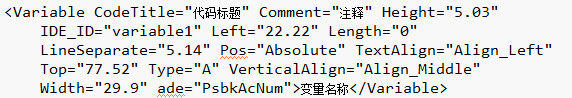 <Variable CodeTitle="代码标题" Comment="注释" Height="5.03"
IDE_ID="variable1" Left="22.22" Length="0"
LineSeparate="5.14" Pos="Absolute" TextAlign="Align_Left"
Top="77.52" Type="A" VerticalAlign="Align_Middle"
Width="29.9" ade="PsbkAcNum">变量名称</Variable>